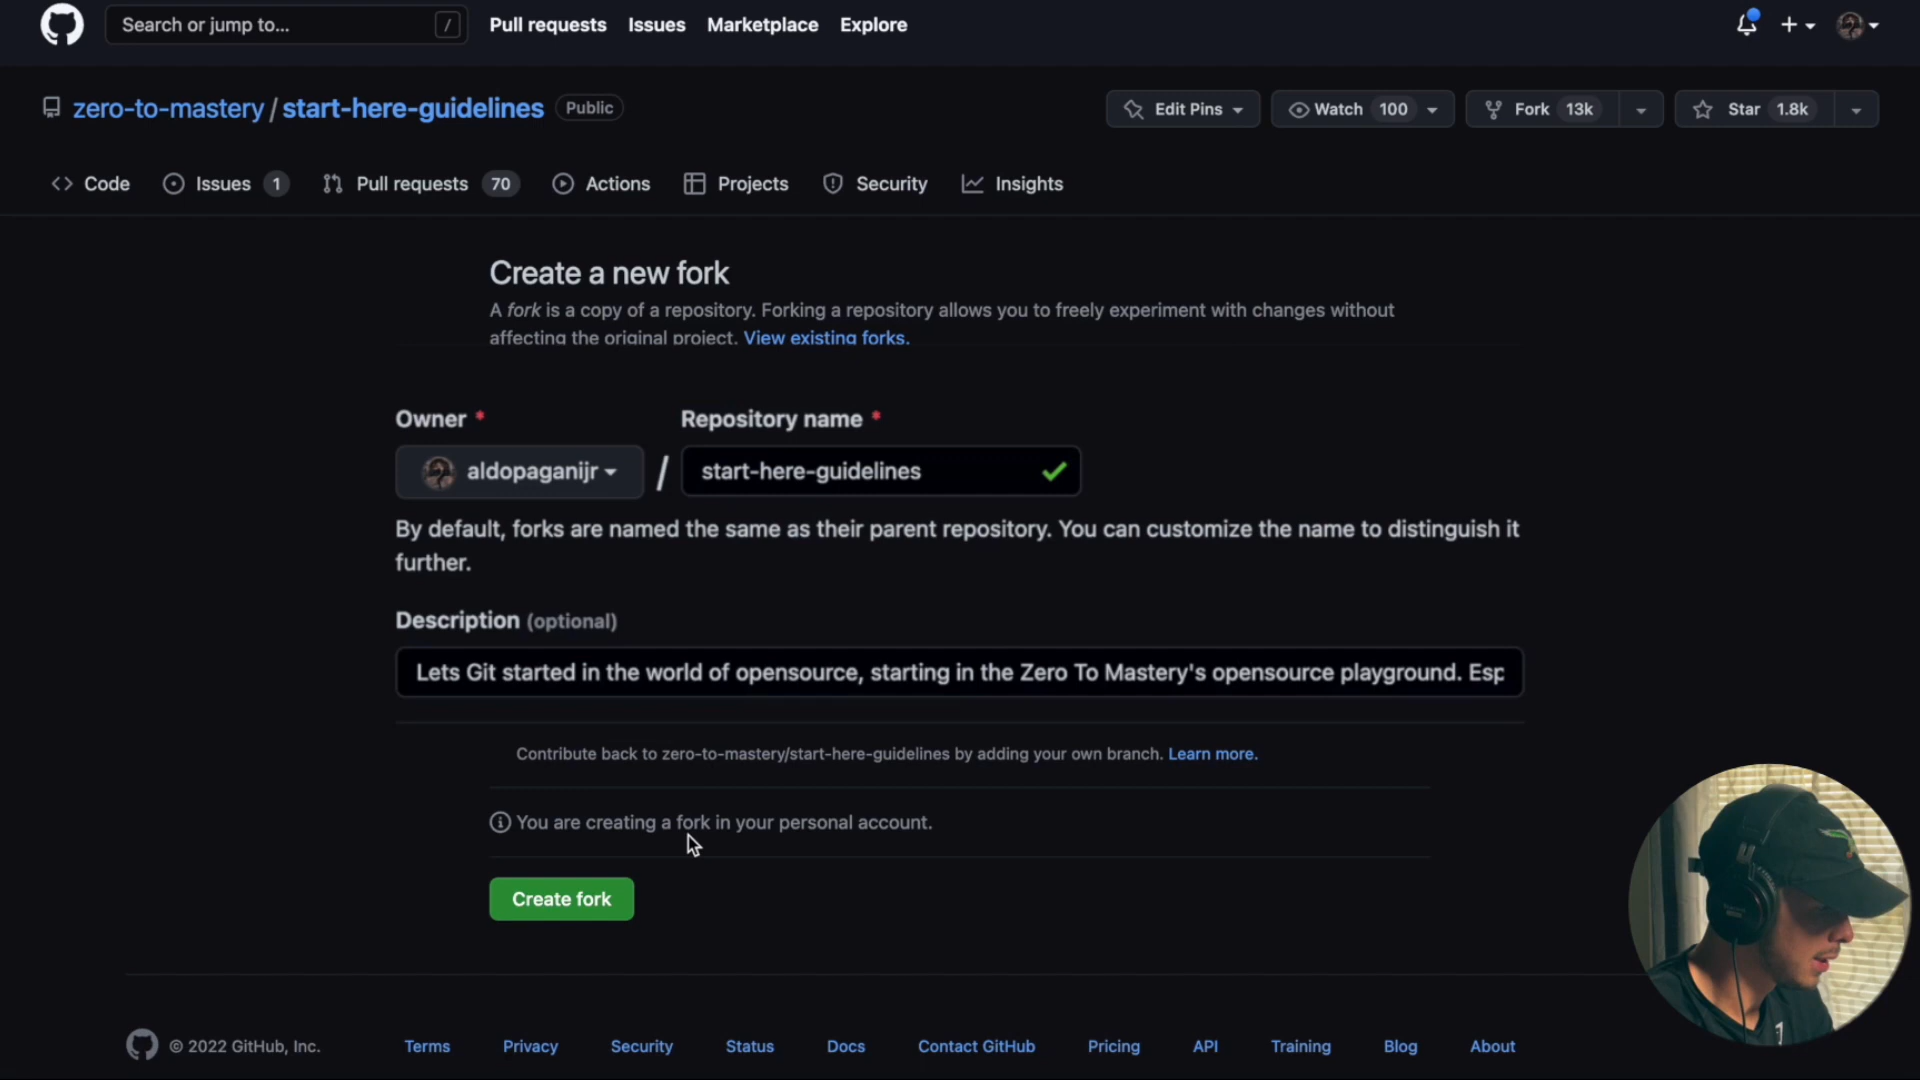 Search or jump to... /
Pull requests Issues Marketplace Explore
zero-to-mastery / start-here-guidelines Public
Edit Pins Watch 100 Fork 13k Star 1.8k
Code Issues 1 Pull requests 70 Actions Projects Security Insights
Create a new fork
A fork is a copy of a repository. Forking a repository allows you to freely experiment with changes without
affecting the original project. View existing forks.
Owner * Repository name *
aldopaganijr / start-here-guidelines
By default, forks are named the same as their parent repository. You can customize the name to distinguish it
further.
Description (optional)
Lets Git started in the world of opensource, starting in the Zero To Mastery's opensource playground. Esp
Contribute back to zero-to-mastery/start-here-guidelines by adding your own branch. Learn more.
You are creating a fork in your personal account.
Create fork
© 2022 GitHub, Inc. Terms Privacy Security Status Docs Contact GitHub Pricing API Training Blog About